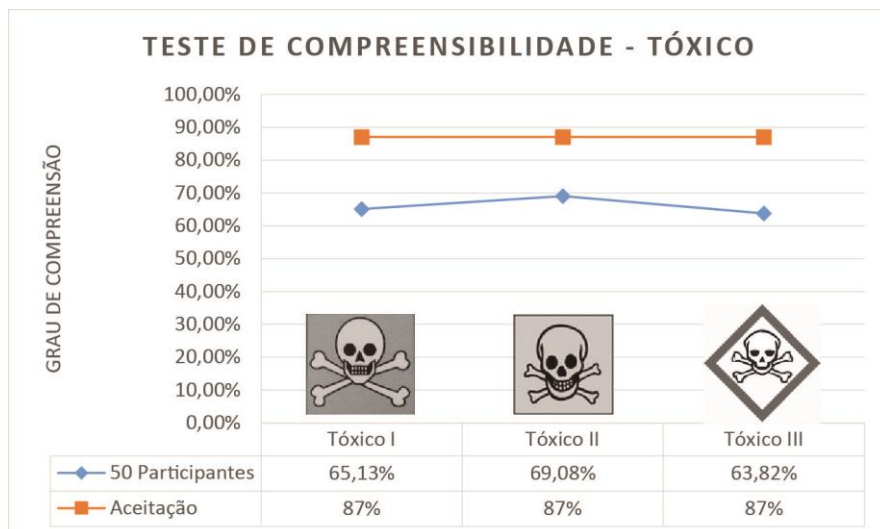 TESTE DE COMPREENSIBILIDADE - TÓXICO
GRAU DE COMPREENSÃO
100,00%
90,00%
80,00%
70,00%
60,00%
50,00%
40,00%
30,00%
20,00%
10,00%
0,00%
Tóxico I Tóxico II Tóxico III
50 Participantes 65,13% 69,08% 63,82%
Aceitação 87% 87% 87%